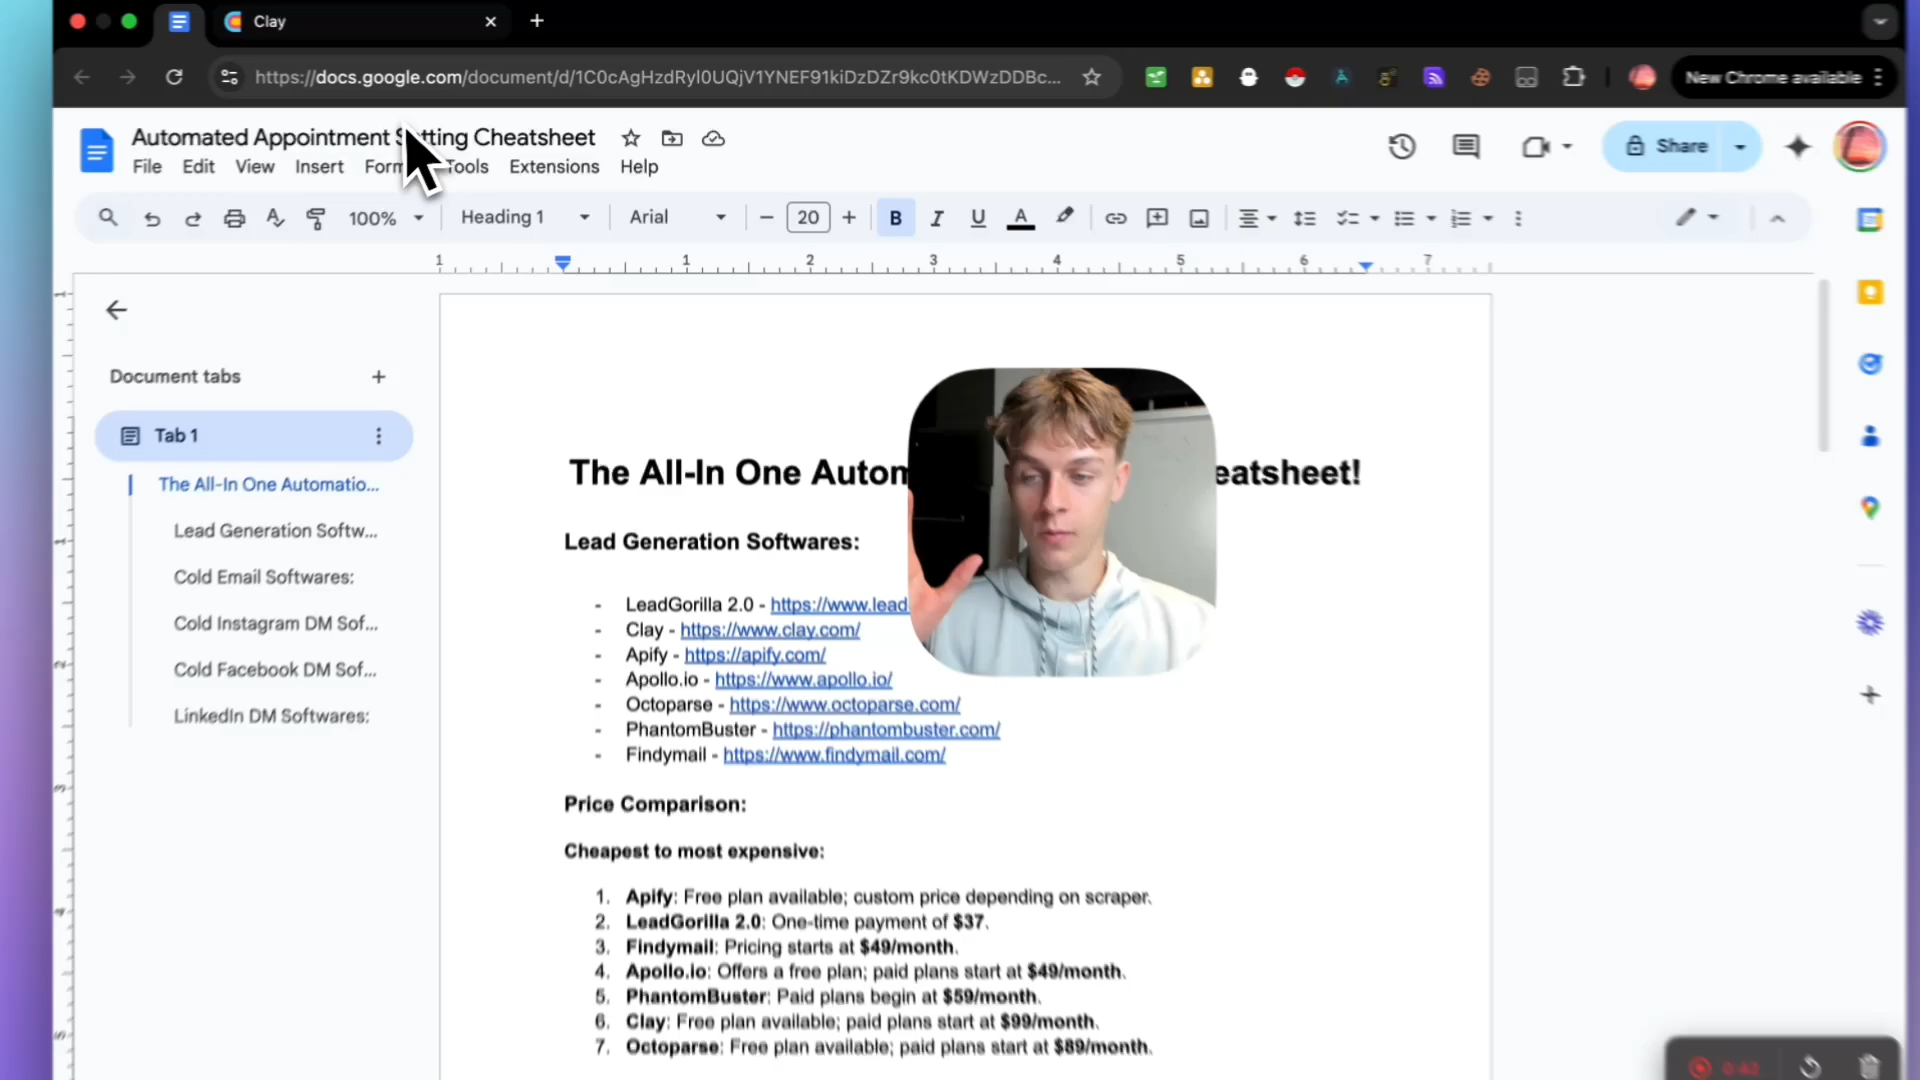 Clay
https://docs.google.com/document/d/1C0cAgHzdRyl0UQjV1YNEF91kiDzDZr9kc0tKDWzDDBc...
New Chrome available
Automated Appointment Setting Cheatsheet
File Edit View Insert Form Tools Extensions Help
Share
100% Heading 1 Arial 20 B I U A
1 1 2 3 4 5 6 7
Document tabs
Tab 1
The All-In One Automatio...
Lead Generation Softw...
Cold Email Softwares:
Cold Instagram DM Sof...
Cold Facebook DM Sof...
LinkedIn DM Softwares:
The All-In One Autom eatsheet!
Lead Generation Softwares:
- LeadGorilla 2.0 - https://www.lead
- Clay - https://www.clay.com/
- Apify - https://apify.com/
- Apollo.io - https://www.apollo.io/
- Octoparse - https://www.octoparse.com/
- PhantomBuster - https://phantombuster.com/
- Findymail - https://www.findymail.com/
Price Comparison:
Cheapest to most expensive:
1. Apify: Free plan available; custom price depending on scraper.
2. LeadGorilla 2.0: One-time payment of $37.
3. Findymail: Pricing starts at $49/month.
4. Apollo.io: Offers a free plan; paid plans start at $49/month.
5. PhantomBuster: Paid plans begin at $59/month.
6. Clay: Free plan available; paid plans start at $99/month.
7. Octoparse: Free plan available; paid plans start at $89/month.